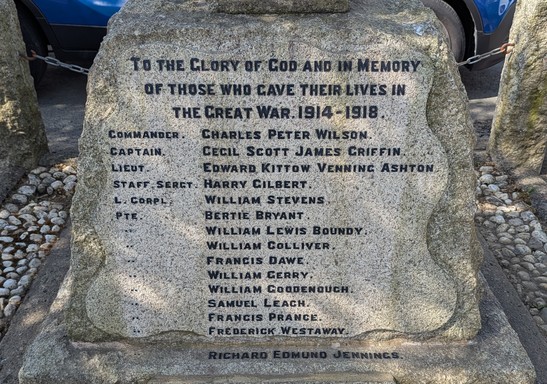 TO THE GLORY OF GOD AND IN MEMORY
OF THOSE WHO GAVE THEIR LIVES IN
THE GREAT WAR. 1914-1918.
COMMANDER. CHARLES PETER WILSON.
CAPTAIN. CECIL SCOTT JAMES GRIFFIN.
LIEUT. EDWARD KITTOW VENNING ASHTON.
STAFF. SERGT. HARRY GILBERT.
L. CORPL. WILLIAM STEVENS.
PTE. BERTIE BRYANT.
" WILLIAM LEWIS BOUNDY.
" WILLIAM COLLIVER.
" FRANCIS DAWE.
" WILLIAM GERRY.
" WILLIAM GOODENOUGH.
" SAMUEL LEACH.
" FRANCIS PRANCE.
" FREDERICK WESTAWAY.
RICHARD EDMUND JENNINGS.